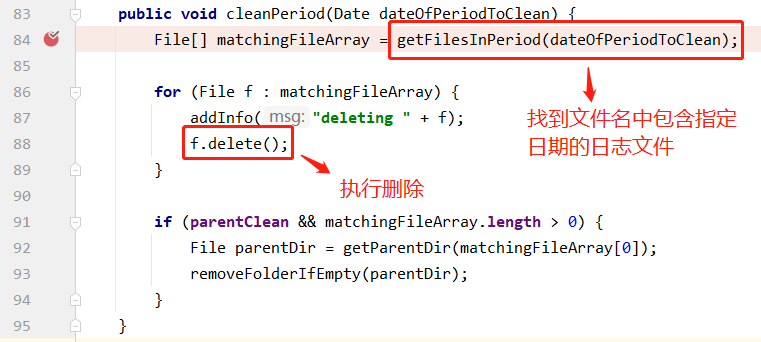 83 public void cleanPeriod(Date dateOfPeriodToClean) {
84 File[] matchingFileArray = getFilesInPeriod(dateOfPeriodToClean);
85
86 for (File f : matchingFileArray) {
87 addInfo( msg: "deleting " + f);
88 f.delete();
89 }
90
91 if (parentClean && matchingFileArray.length > 0) {
92 File parentDir = getParentDir(matchingFileArray[0]);
93 removeFolderIfEmpty(parentDir);
94 }
95 }
找到文件名中包含指定
日期的日志文件
执行删除